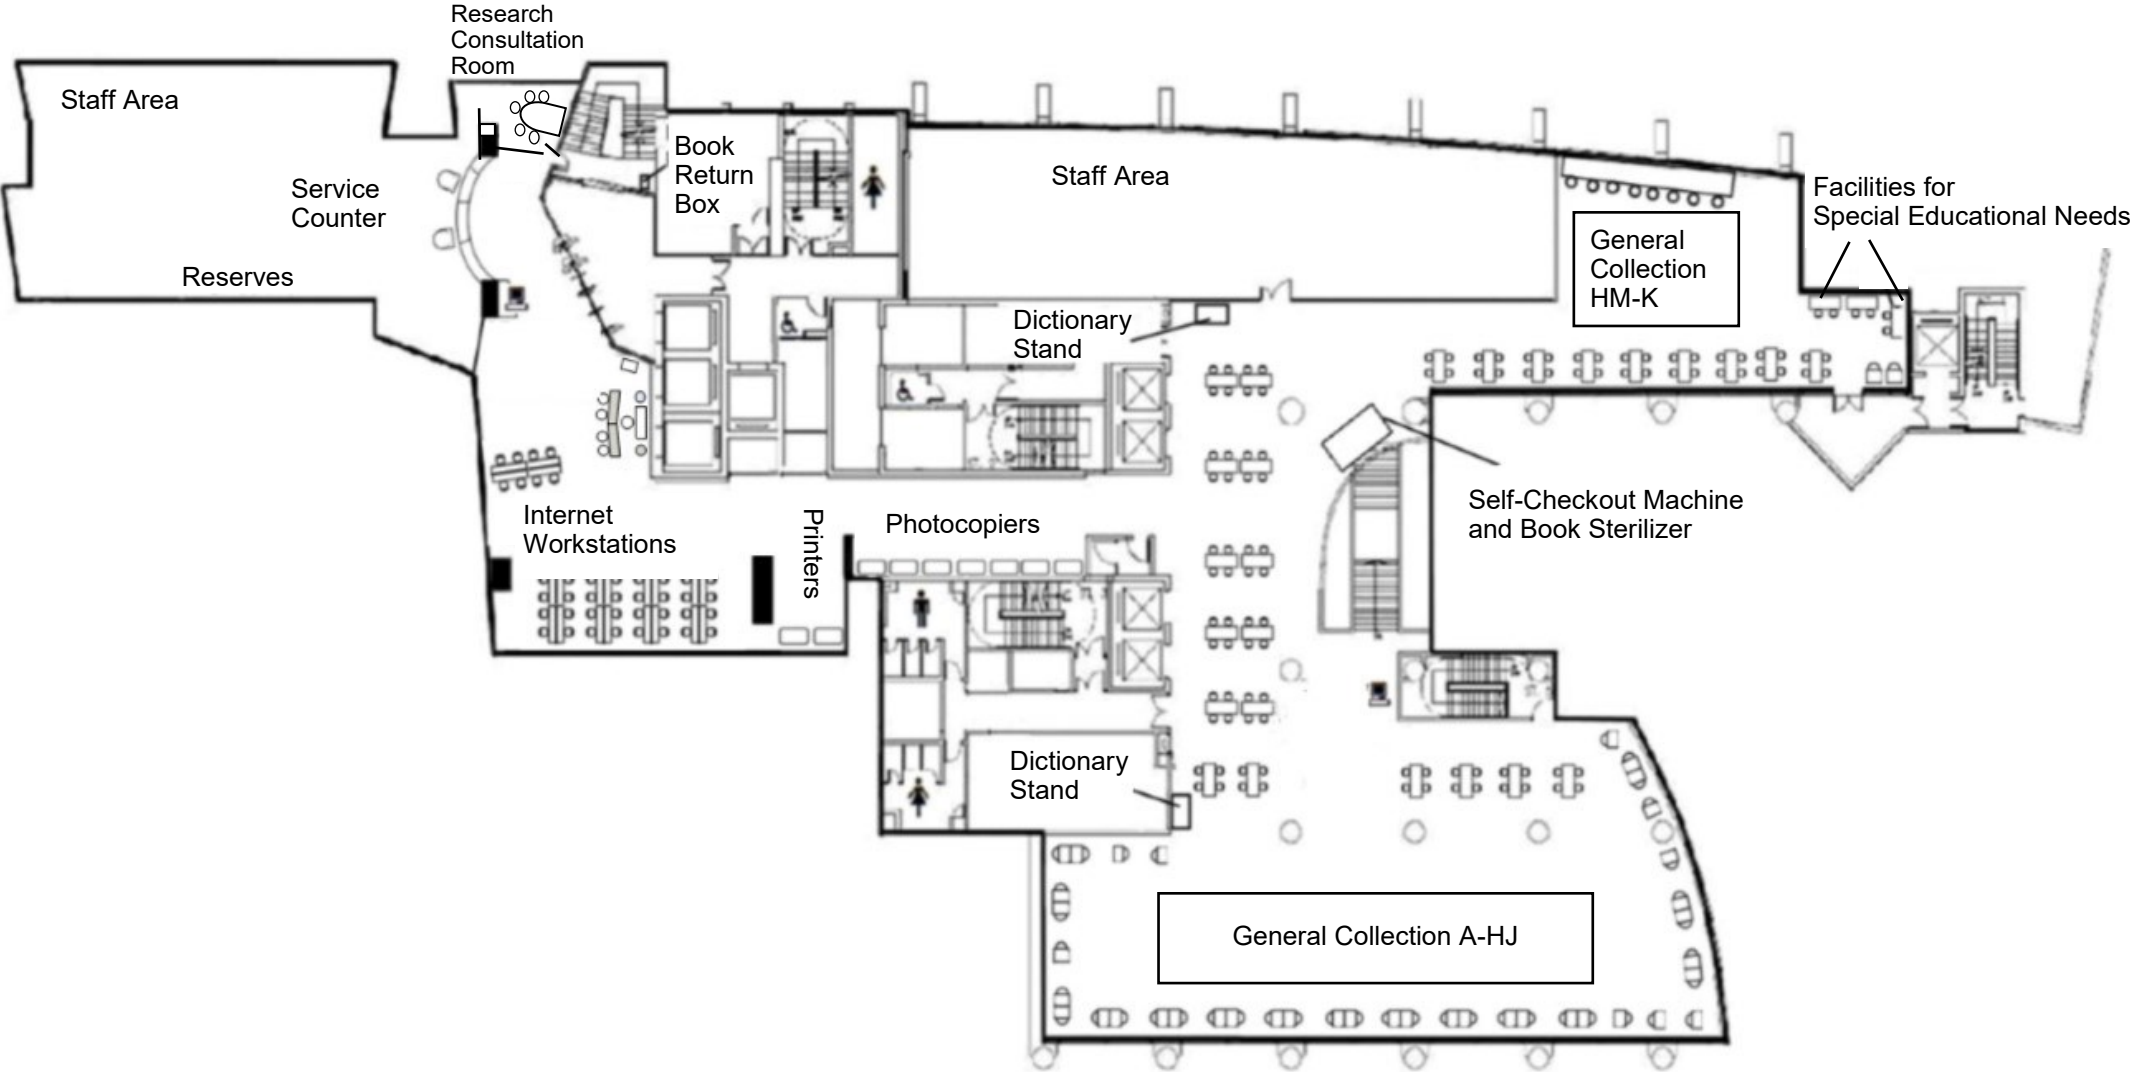 Research
Consultation
Room
Staff Area
Book
Return
Box
Service
Counter
Reserves
Staff Area
Facilities for
Special Educational Needs
General
Collection
HM-K
Dictionary
Stand
Self-Checkout Machine
and Book Sterilizer
Internet
Workstations
Printers
Photocopiers
Dictionary
Stand
General Collection A-HJ